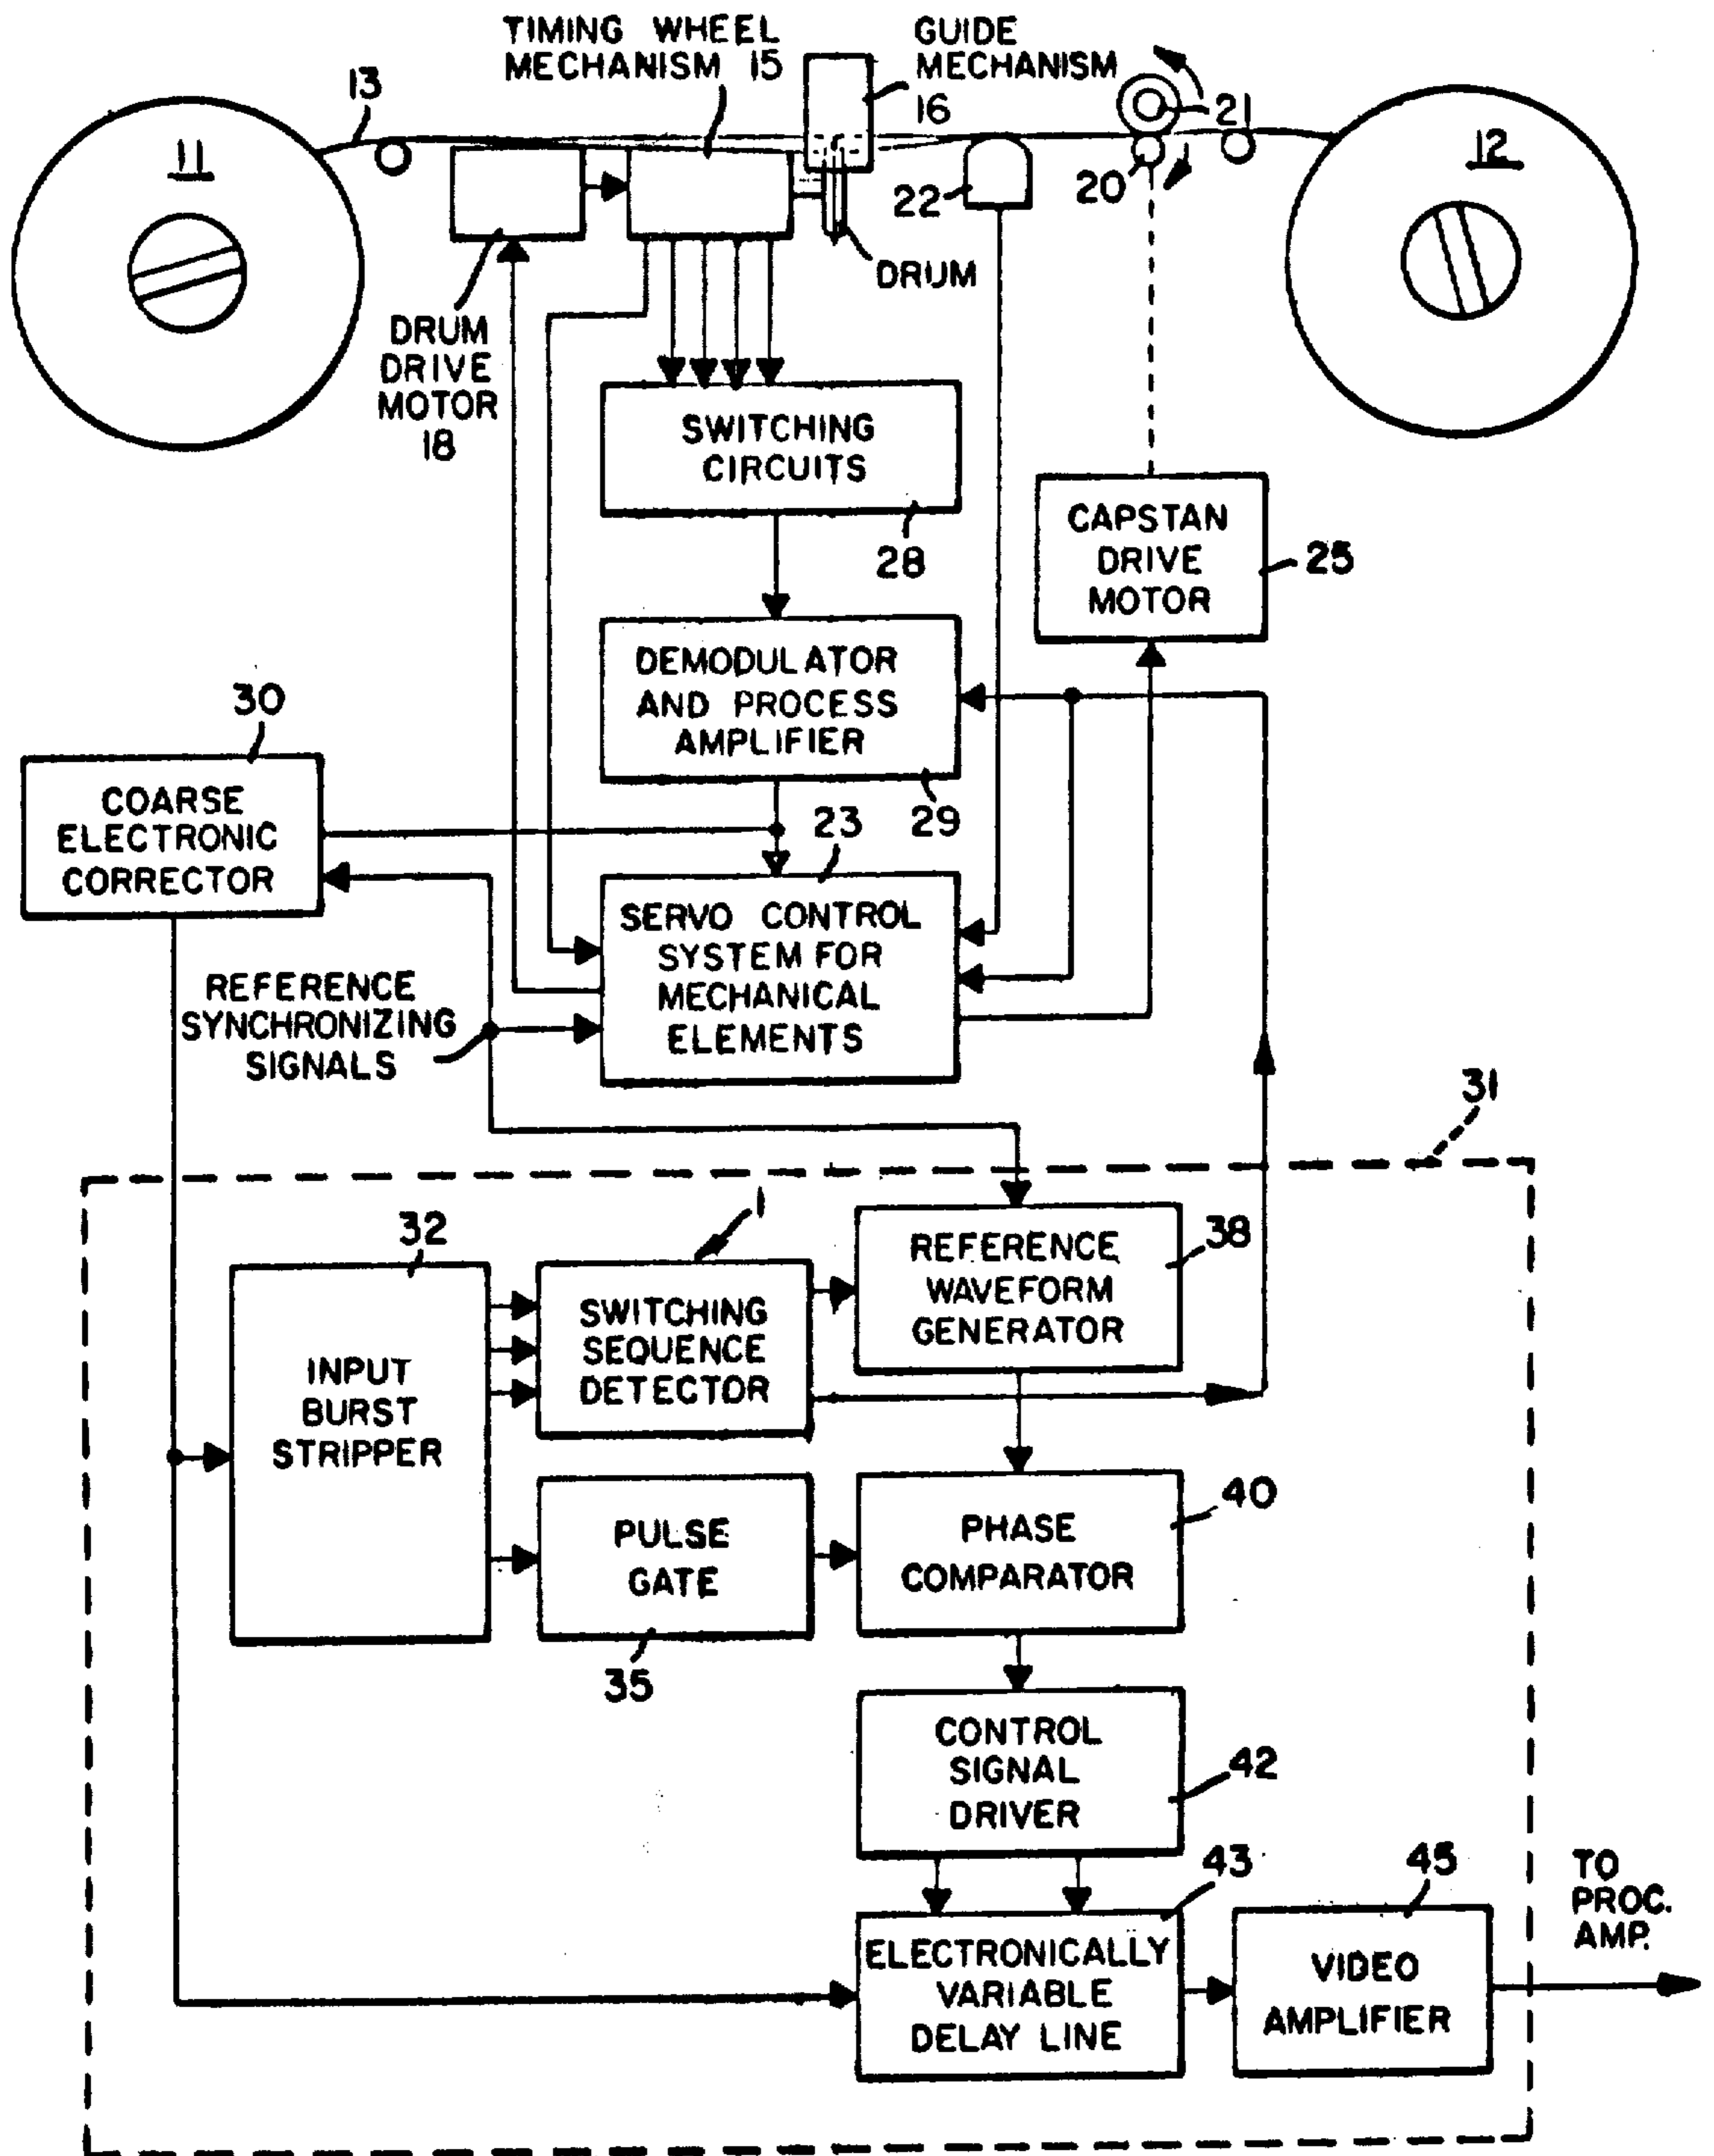 TIMING WHEEL
MECHANISM 15
GUIDE
MECHANISM
16
13
11
21
12
20
22
DRUM
DRUM
DRIVE
MOTOR
18
SWITCHING
CIRCUITS
28
CAPSTAN
DRIVE
MOTOR
25
DEMODULATOR
AND PROCESS
AMPLIFIER
29
30
COARSE
ELECTRONIC
CORRECTOR
23
SERVO CONTROL
SYSTEM FOR
MECHANICAL
ELEMENTS
REFERENCE
SYNCHRONIZING
SIGNALS
31
1
32
INPUT
BURST
STRIPPER
SWITCHING
SEQUENCE
DETECTOR
REFERENCE
WAVEFORM
GENERATOR
38
PULSE
GATE
35
PHASE
COMPARATOR
40
CONTROL
SIGNAL
DRIVER
42
43
ELECTRONICALLY
VARIABLE
DELAY LINE
45
VIDEO
AMPLIFIER
TO
PROC.
AMP.